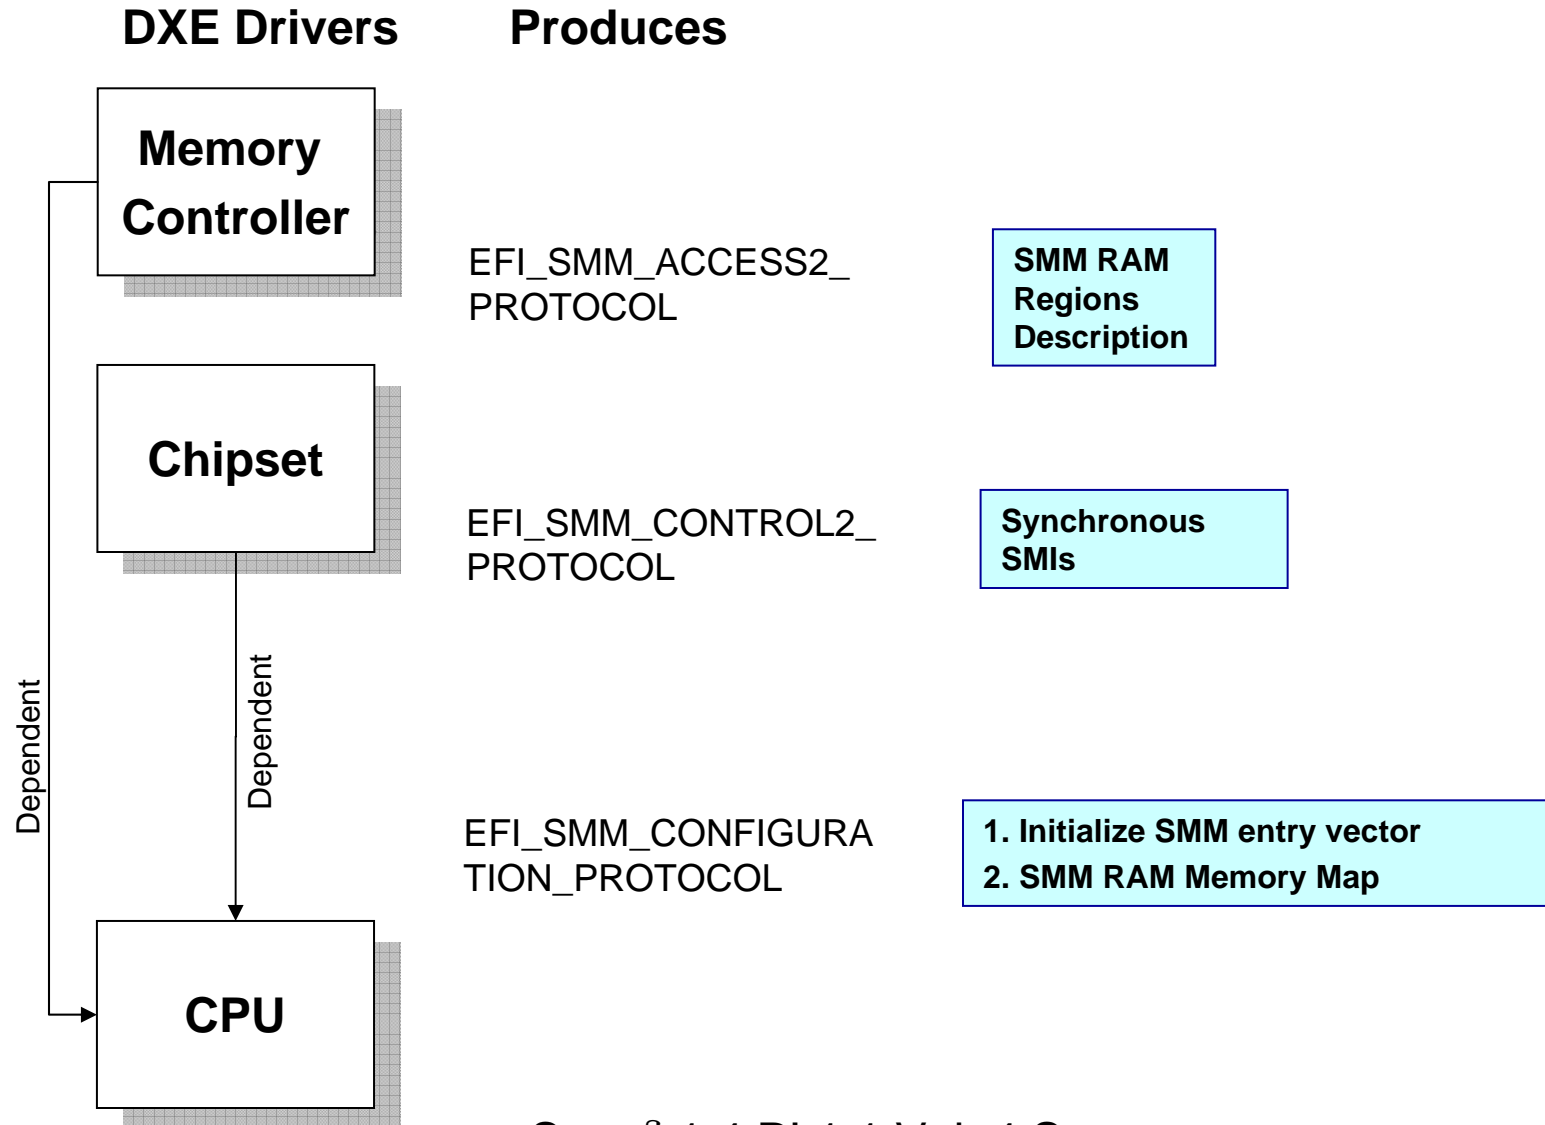 DXE Drivers Produces
Memory
Controller
EFI_SMM_ACCESS2_
PROTOCOL
SMM RAM
Regions
Description
Chipset
EFI_SMM_CONTROL2_
PROTOCOL
Synchronous
SMIs
Dependent
Dependent
EFI_SMM_CONFIGURA
TION_PROTOCOL
1. Initialize SMM entry vector
2. SMM RAM Memory Map
CPU